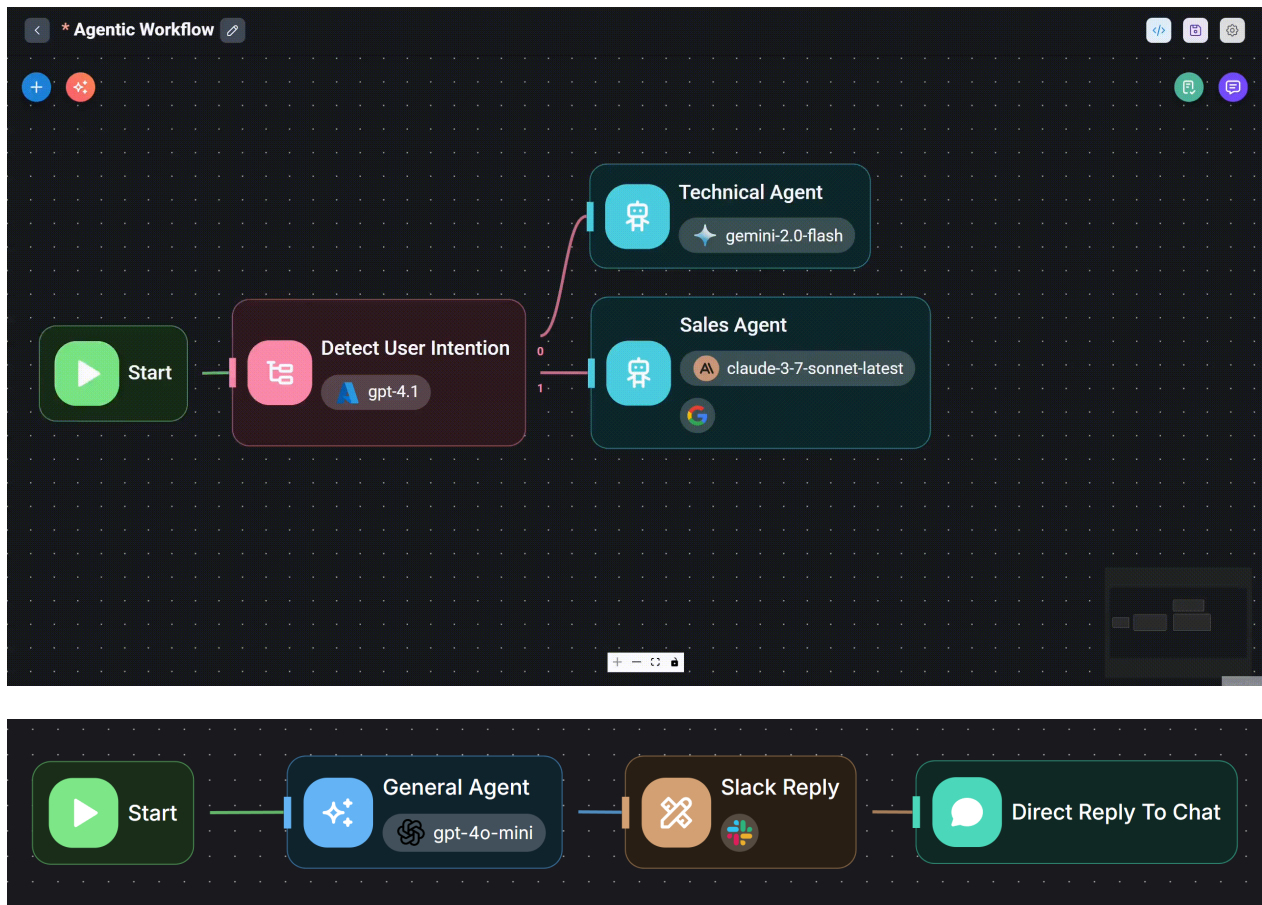 * Agentic Workflow
Technical Agent
gemini-2.0-flash
Sales Agent
claude-3-7-sonnet-latest
Detect User Intention
gpt-4.1
Start
0
1
General Agent
gpt-4o-mini
Slack Reply
Start
Direct Reply To Chat